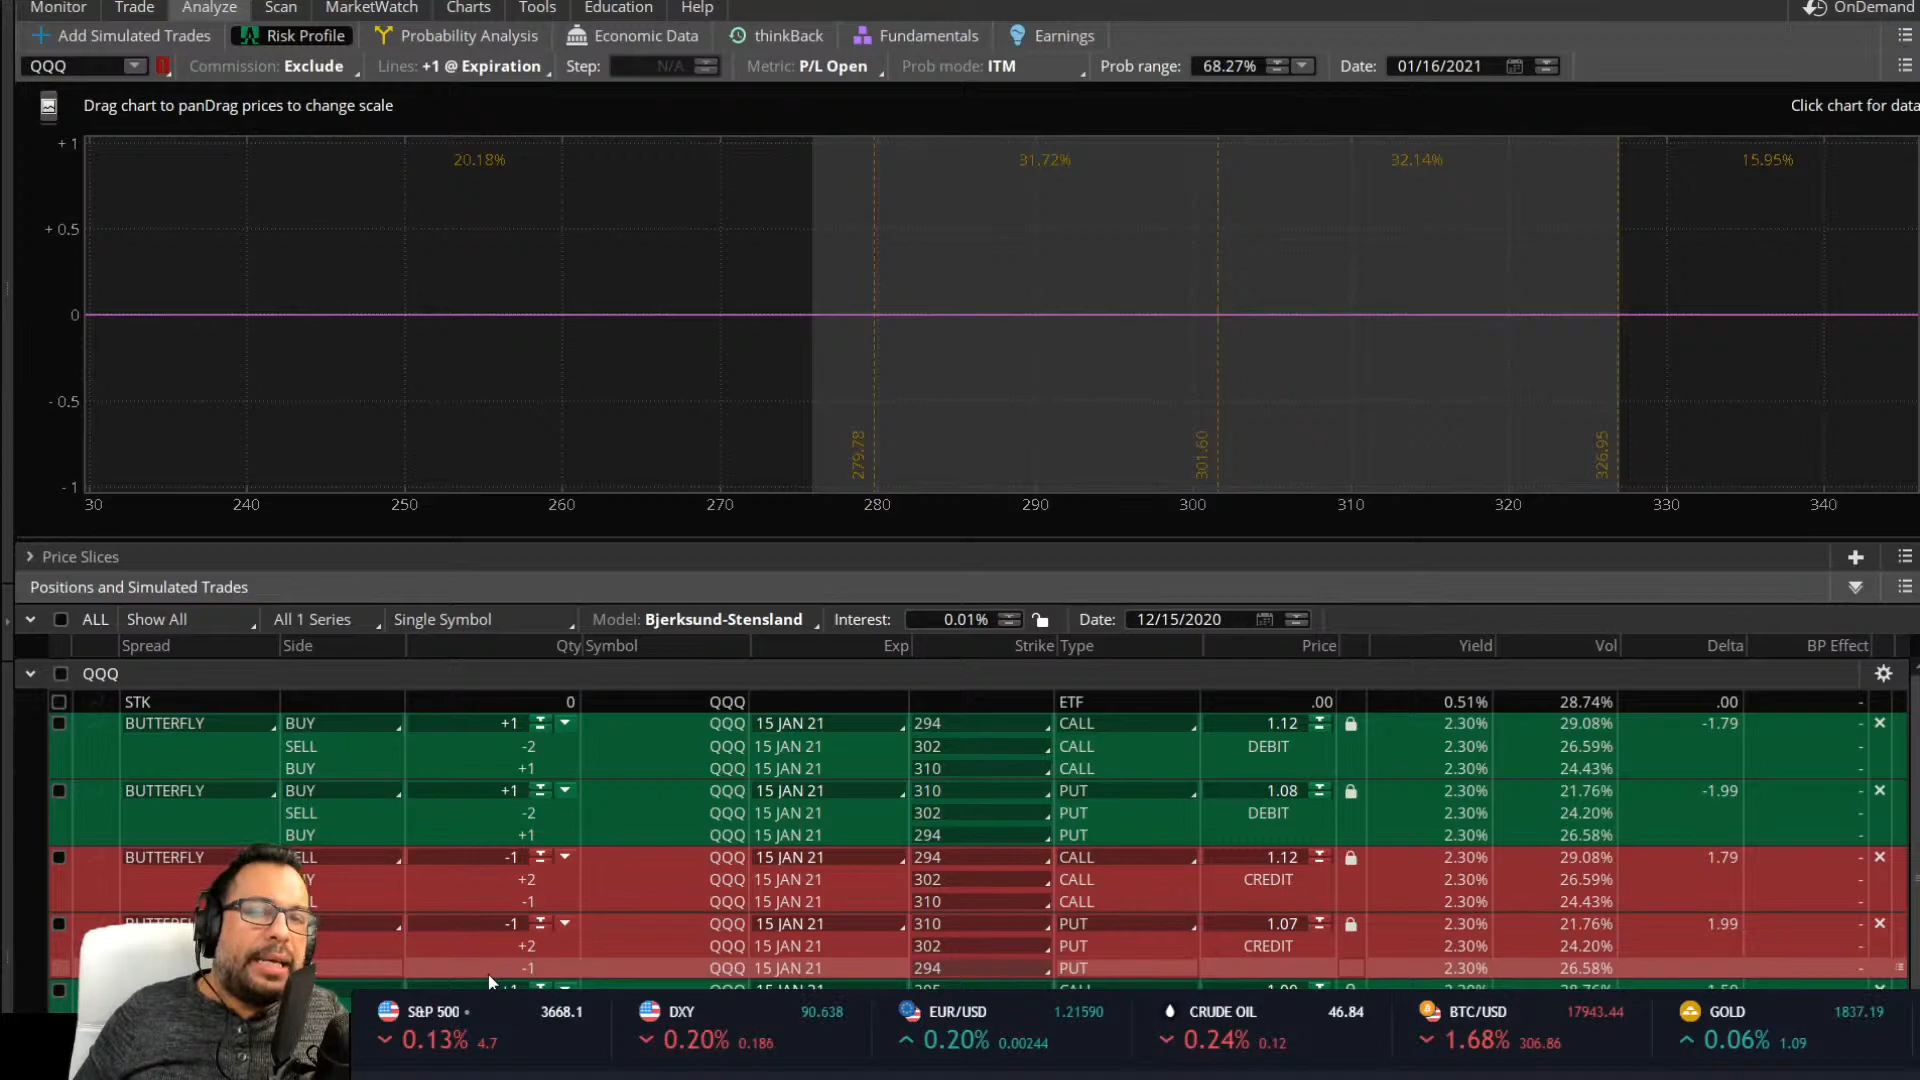 Monitor Trade Analyze Scan MarketWatch Charts Tools Education Help OnDemand
Add Simulated Trades Risk Profile Probability Analysis Economic Data thinkBack Fundamentals Earnings
QQQ Commission: Exclude Lines: +1 @ Expiration Step: N/A Metric: P/L Open Prob mode: ITM Prob range: 68.27% Date: 01/16/2021
Drag chart to panDrag prices to change scale Click chart for data
20.18% 31.72% 32.14% 15.95%
+ 1
+ 0.5
0
- 0.5
- 1
279.78 301.60 326.95
30 240 250 260 270 280 290 300 310 320 330 340
Price Slices
Positions and Simulated Trades
ALL Show All All 1 Series Single Symbol Model: Bjerksund-Stensland Interest: 0.01% Date: 12/15/2020
Spread Side Qty Symbol Exp Strike Type Price Yield Vol Delta BP Effect
QQQ
STK 0 QQQ ETF .00 0.51% 28.74% .00 -
BUTTERFLY BUY +1 QQQ 15 JAN 21 294 CALL 1.12 2.30% 29.08% -1.79 -
SELL -2 QQQ 15 JAN 21 302 CALL DEBIT 2.30% 26.59% -
BUY +1 QQQ 15 JAN 21 310 CALL 2.30% 24.43% -
BUTTERFLY BUY +1 QQQ 15 JAN 21 310 PUT 1.08 2.30% 21.76% -1.99 -
SELL -2 QQQ 15 JAN 21 302 PUT DEBIT 2.30% 24.20% -
BUY +1 QQQ 15 JAN 21 294 PUT 2.30% 26.58% -
BUTTERFLY -1 QQQ 15 JAN 21 294 CALL 1.12 2.30% 29.08% 1.79 -
+2 QQQ 15 JAN 21 302 CALL CREDIT 2.30% 26.59% -
-1 QQQ 15 JAN 21 310 CALL 2.30% 24.43% -
-1 QQQ 15 JAN 21 310 PUT 1.07 2.30% 21.76% 1.99 -
+2 QQQ 15 JAN 21 302 PUT CREDIT 2.30% 24.20% -
-1 QQQ 15 JAN 21 294 PUT 2.30% 26.58% -
S&P 500 3668.1 DXY 90.638 EUR/USD 1.21590 CRUDE OIL 46.84 BTC/USD 17943.44 GOLD 1837.19
0.13% 4.7 0.20% 0.186 0.20% 0.00244 0.24% 0.12 1.68% 306.86 0.06% 1.09